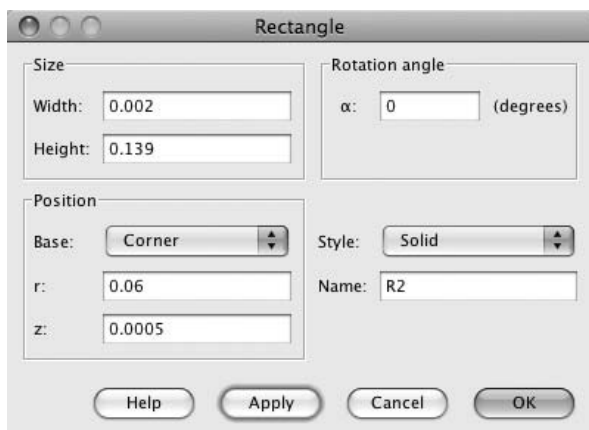 Rectangle
Size
Width: 0.002
Height: 0.139
Rotation angle
α: 0 (degrees)
Position
Base: Corner
r: 0.06
z: 0.0005
Style: Solid
Name: R2
Help Apply Cancel OK